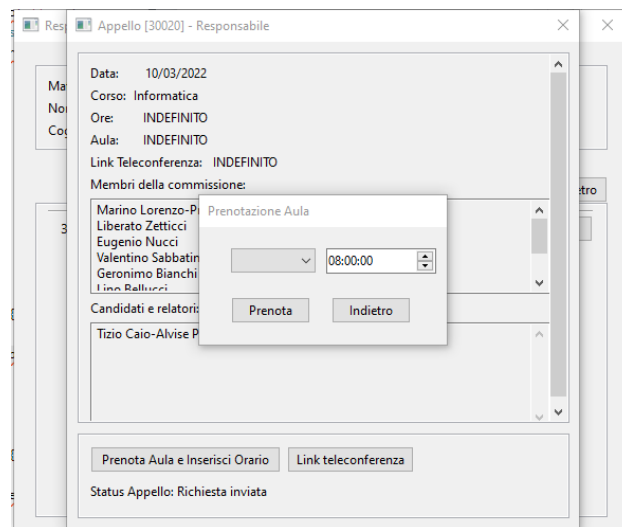 Appello [30020] - Responsabile
Data: 10/03/2022
Corso: Informatica
Ore: INDEFINITO
Aula: INDEFINITO
Link Teleconferenza: INDEFINITO
Membri della commissione:
Marino Lorenzo-P
Liberato Zetticci
Eugenio Nucci
Valentino Sabbatin
Geronimo Bianchi
Lino Bellucci
Prenotazione Aula
08:00:00
Prenota Indietro
Candidati e relatori:
Tizio Caio-Alvise P
Prenota Aula e Inserisci Orario Link teleconferenza
Status Appello: Richiesta inviata